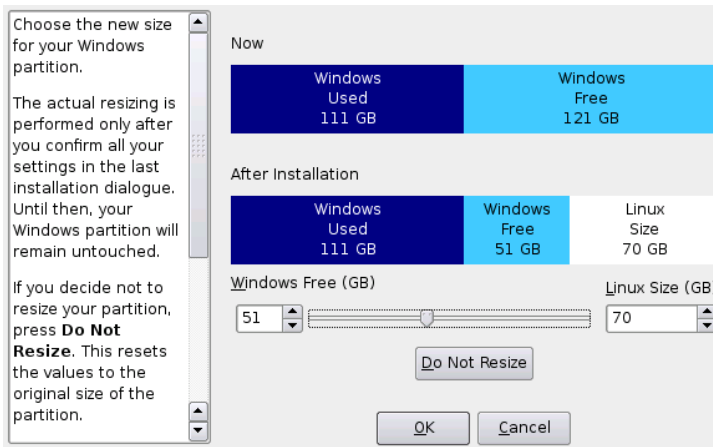 Choose the new size
for your Windows
partition.
The actual resizing is
performed only after
you confirm all your
settings in the last
installation dialogue.
Until then, your
Windows partition will
remain untouched.
If you decide not to
resize your partition,
press Do Not
Resize. This resets
the values to the
original size of the
partition.
Now
Windows
Used
111 GB
Windows
Free
121 GB
After Installation
Windows
Used
111 GB
Windows
Free
51 GB
Linux
Size
70 GB
Windows Free (GB)
Linux Size (GB
51
70
Do Not Resize
OK
Cancel